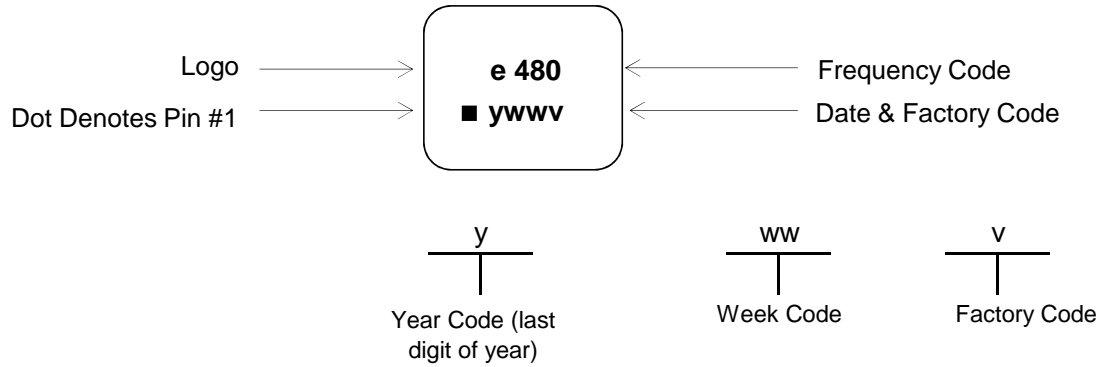 Logo
e 480
Frequency Code
Dot Denotes Pin #1
■ ywwv
Date & Factory Code
y
ww
v
Year Code (last
digit of year)
Week Code
Factory Code